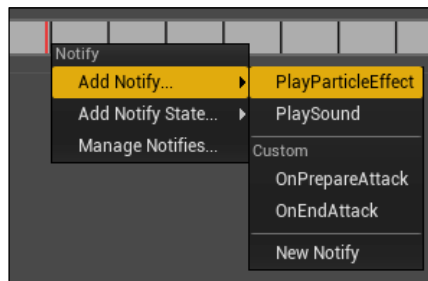 Notify
Add Notify...
Add Notify State...
Manage Notifies...
PlayParticleEffect
PlaySound
Custom
OnPrepareAttack
OnEndAttack
New Notify